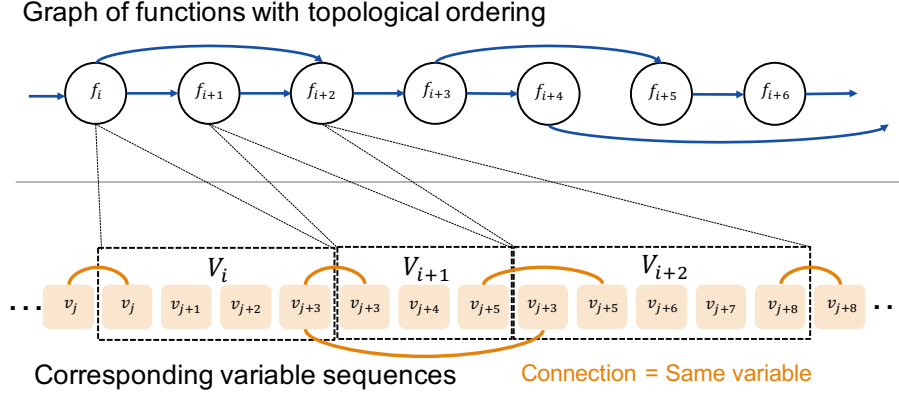 Graph of functions with topological ordering
f_i f_{i+1} f_{i+2} f_{i+3} f_{i+4} f_{i+5} f_{i+6}
V_i V_{i+1} V_{i+2}
... v_j v_j v_{j+1} v_{j+2} v_{j+3} v_{j+3} v_{j+4} v_{j+5} v_{j+3} v_{j+5} v_{j+6} v_{j+7} v_{j+8} v_{j+8} ..
Corresponding variable sequences
Connection = Same variable